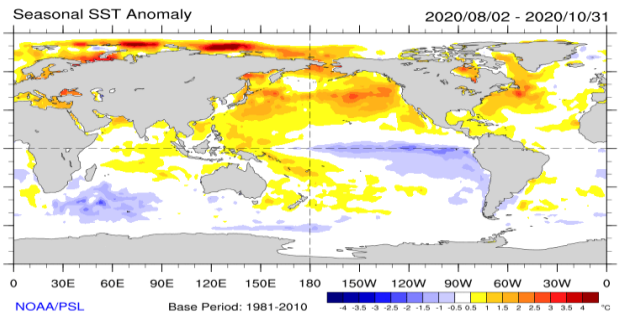 Seasonal SST Anomaly 2020/08/02 - 2020/10/31
0 30E 60E 90E 120E 150E 180 150W 120W 90W 60W 30W 0
-4 -3.5 -3 -2.5 -2 -1.5 -1 -0.5 0.5 1 1.5 2 2.5 3 3.5 4 °C
NOAA/PSL Base Period: 1981-2010